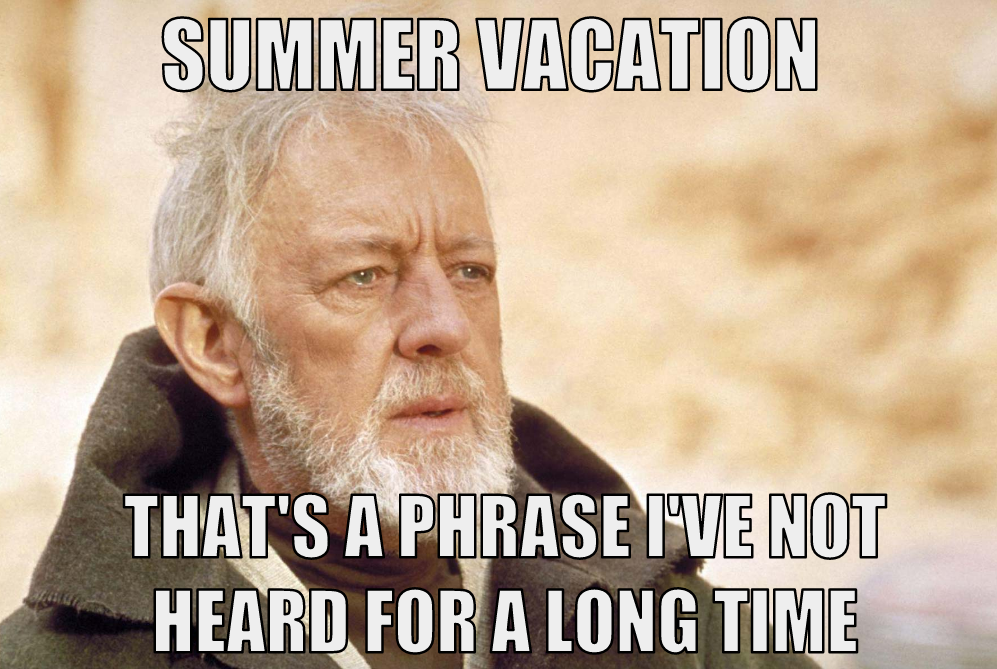 SUMMER VACATION
THAT'S A PHRASE I'VE NOT
HEARD FOR A LONG TIME